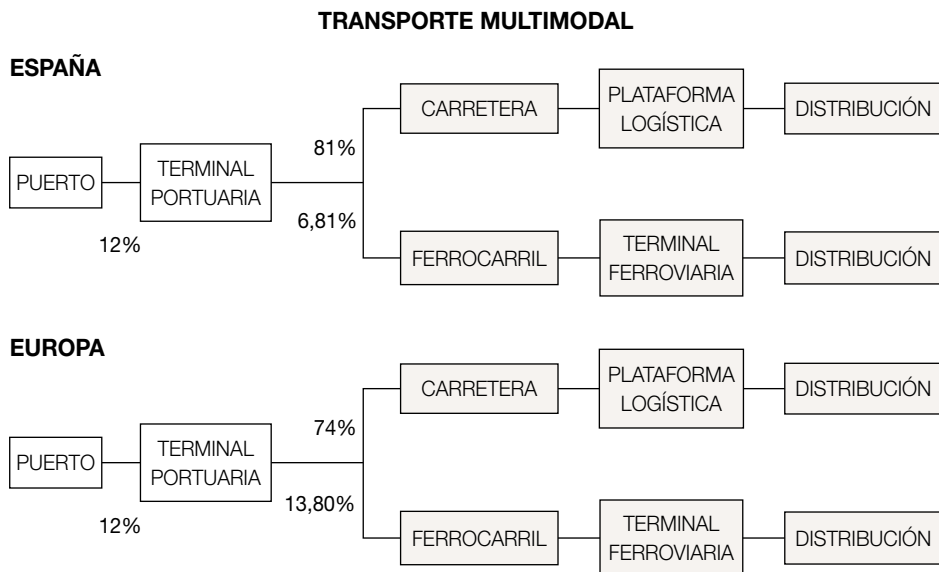 TRANSPORTE MULTIMODAL
ESPAÑA
PUERTO
12%
TERMINAL
PORTUARIA
81%
6,81%
CARRETERA
PLATAFORMA
LOGÍSTICA
DISTRIBUCIÓN
FERROCARRIL
TERMINAL
FERROVIARIA
DISTRIBUCIÓN
EUROPA
PUERTO
12%
TERMINAL
PORTUARIA
74%
13,80%
CARRETERA
PLATAFORMA
LOGÍSTICA
DISTRIBUCIÓN
FERROCARRIL
TERMINAL
FERROVIARIA
DISTRIBUCIÓN